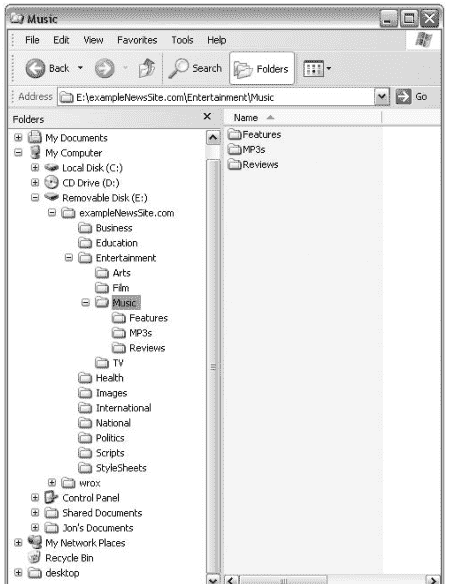 Music
File Edit View Favorites Tools Help
Back Search Folders
Address E:\exampleNewsSite.com\Entertainment\Music Go
Folders
My Documents
My Computer
Local Disk (C:)
CD Drive (D:)
Removable Disk (E:)
exampleNewsSite.com
Business
Education
Entertainment
Arts
Film
Music
Features
MP3s
Reviews
TV
Health
Images
International
National
Politics
Scripts
StyleSheets
wrox
Control Panel
Shared Documents
Jon's Documents
My Network Places
Recycle Bin
desktop
Name
Features
MP3s
Reviews